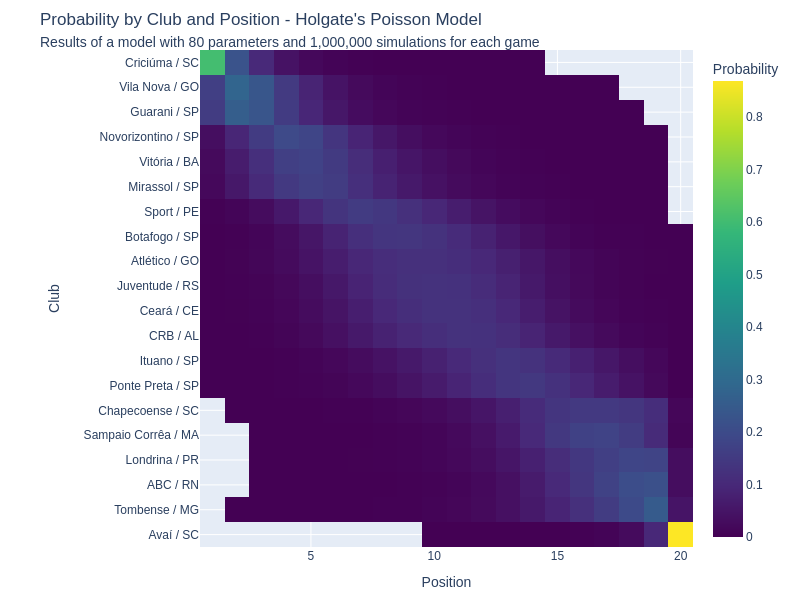 Probability by Club and Position - Holgate's Poisson Model
Results of a model with 80 parameters and 1,000,000 simulations for each game
Probability
Club
Criciúma / SC
Vila Nova / GO
Guarani / SP
Novorizontino / SP
Vitória / BA
Mirassol / SP
Sport / PE
Botafogo / SP
Atlético / GO
Juventude / RS
Ceará / CE
CRB / AL
Ituano / SP
Ponte Preta / SP
Chapecoense / SC
Sampaio Corrêa / MA
Londrina / PR
ABC / RN
Tombense / MG
Avaí / SC
0.8
0.7
0.6
0.5
0.4
0.3
0.2
0.1
0
5
10
15
20
Position